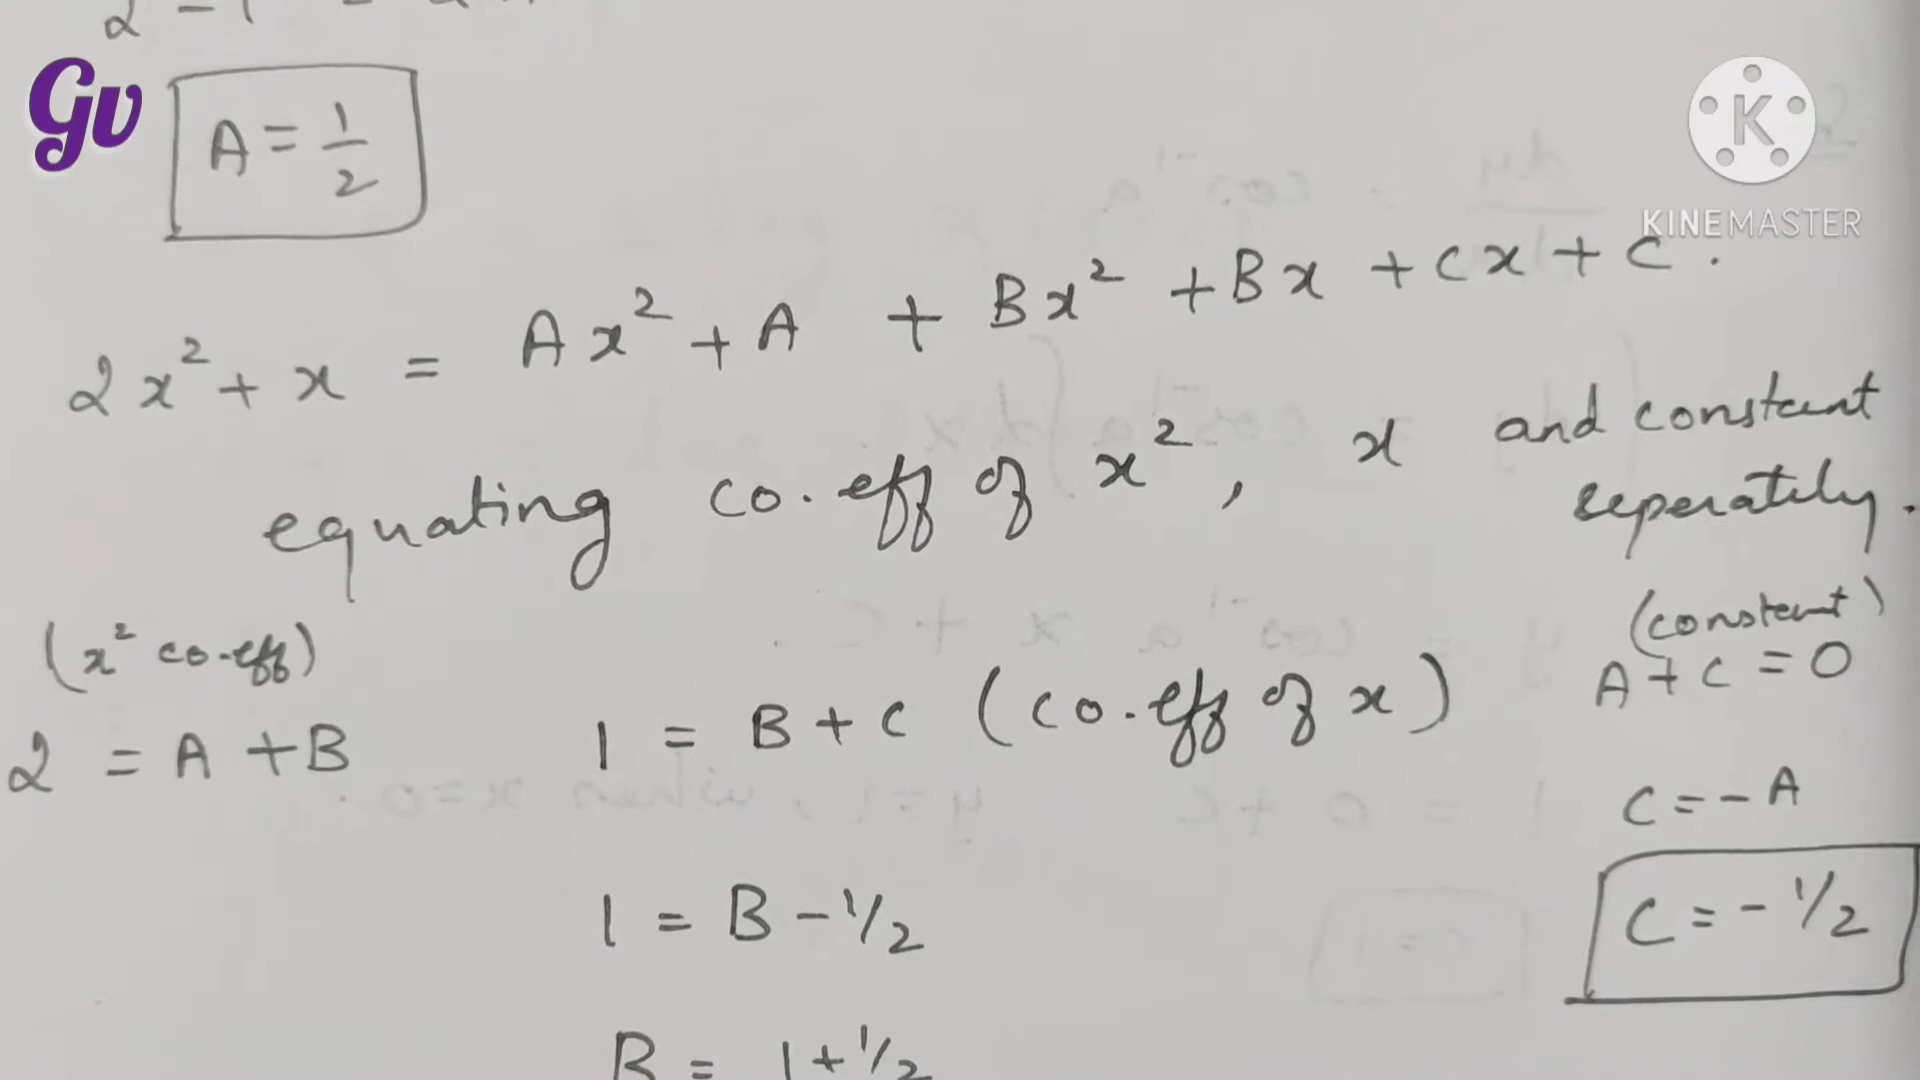 Gv
A = 1/2
KINEMASTER
2x² + x = Ax² + A + Bx² + Bx + Cx + C.
equating co.eff of x², x and constant
seperately.
(x² co-eff)
2 = A + B
1 = B + C (co.eff of x)
(constant)
A + C = 0
C = - A
1 = B - 1/2
C = - 1/2
B = 1 + 1/2